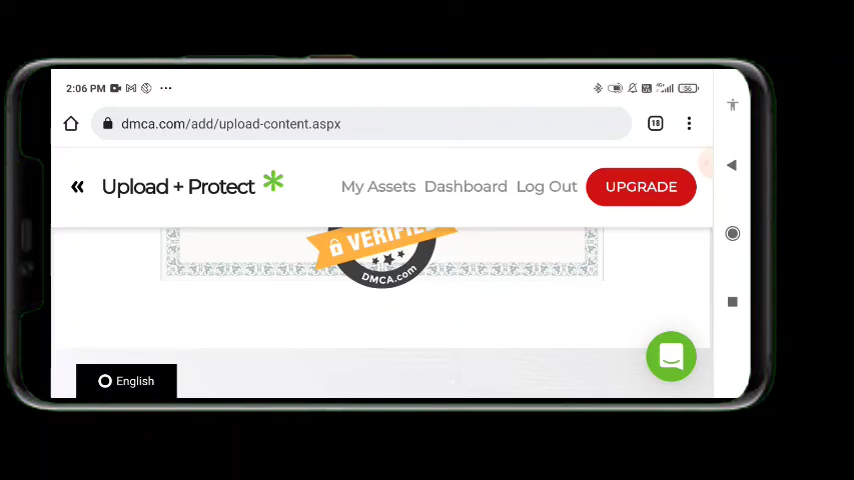 2:06 PM
56
dmca.com/add/upload-content.aspx
18
« Upload + Protect
My Assets Dashboard Log Out UPGRADE
VERIFIED
DMCA.com
English